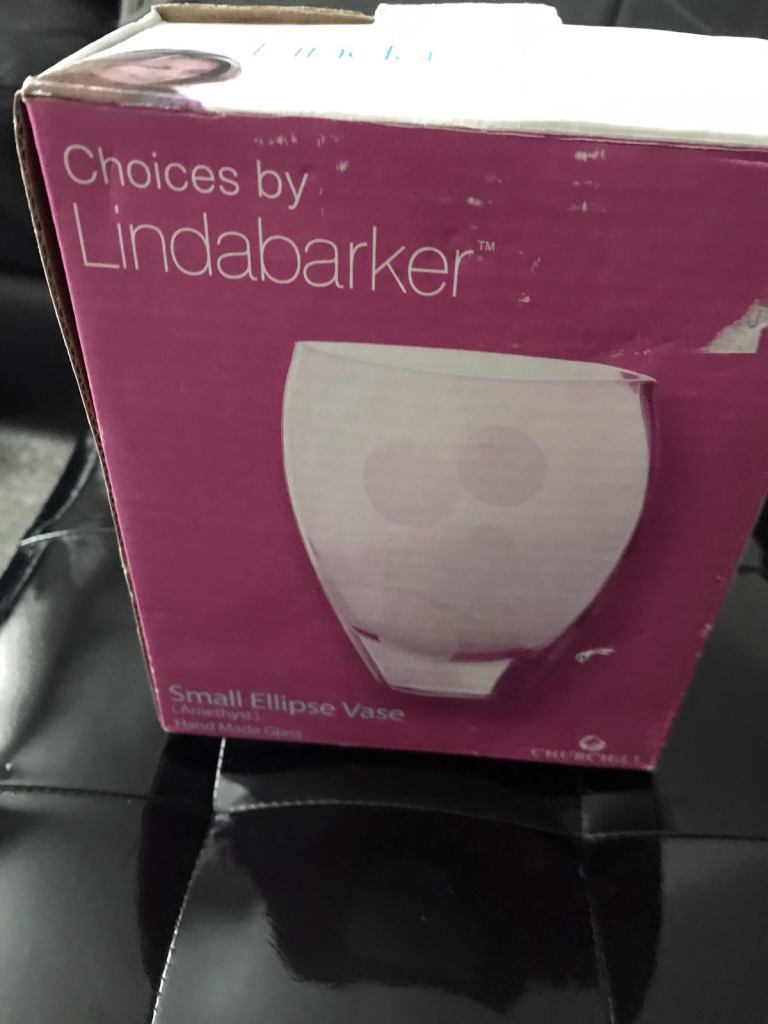 Choices by
Lindabarker™
Small Ellipse Vase
(Amethyst)
Hand Made Glass
CHURCHILL